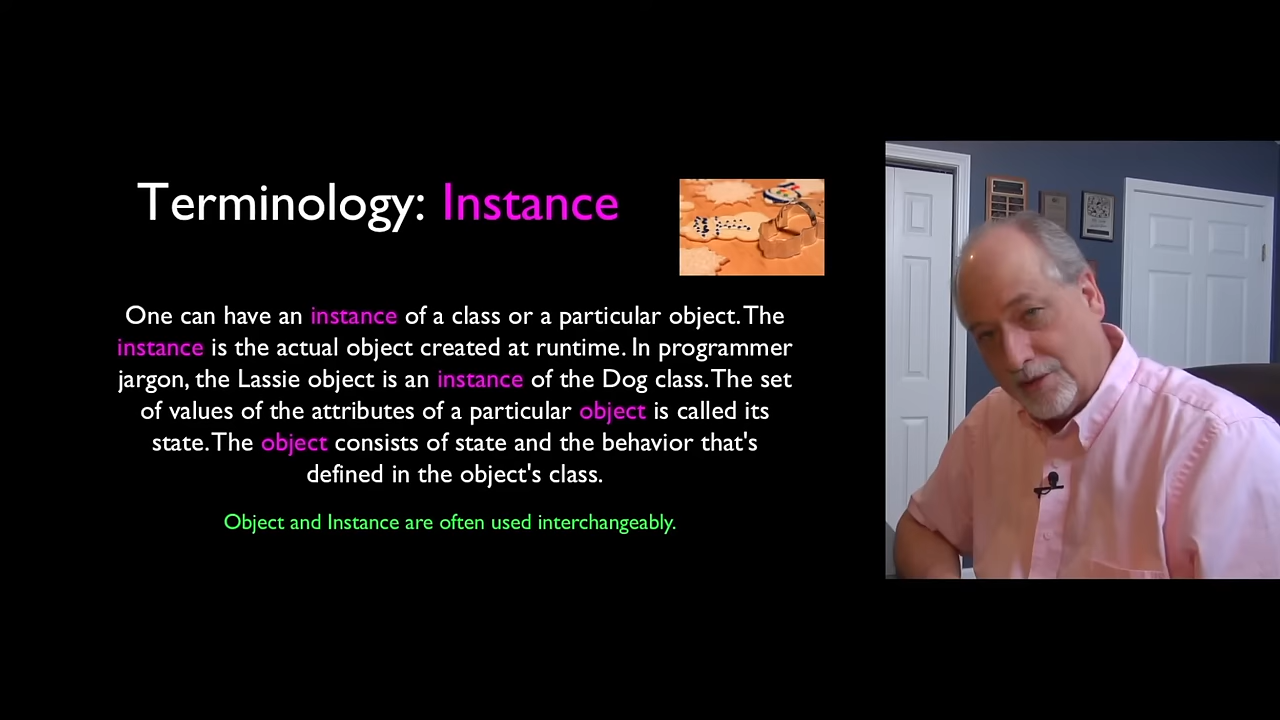 Terminology: Instance
One can have an instance of a class or a particular object. The
instance is the actual object created at runtime. In programmer
jargon, the Lassie object is an instance of the Dog class. The set
of values of the attributes of a particular object is called its
state. The object consists of state and the behavior that's
defined in the object's class.
Object and Instance are often used interchangeably.